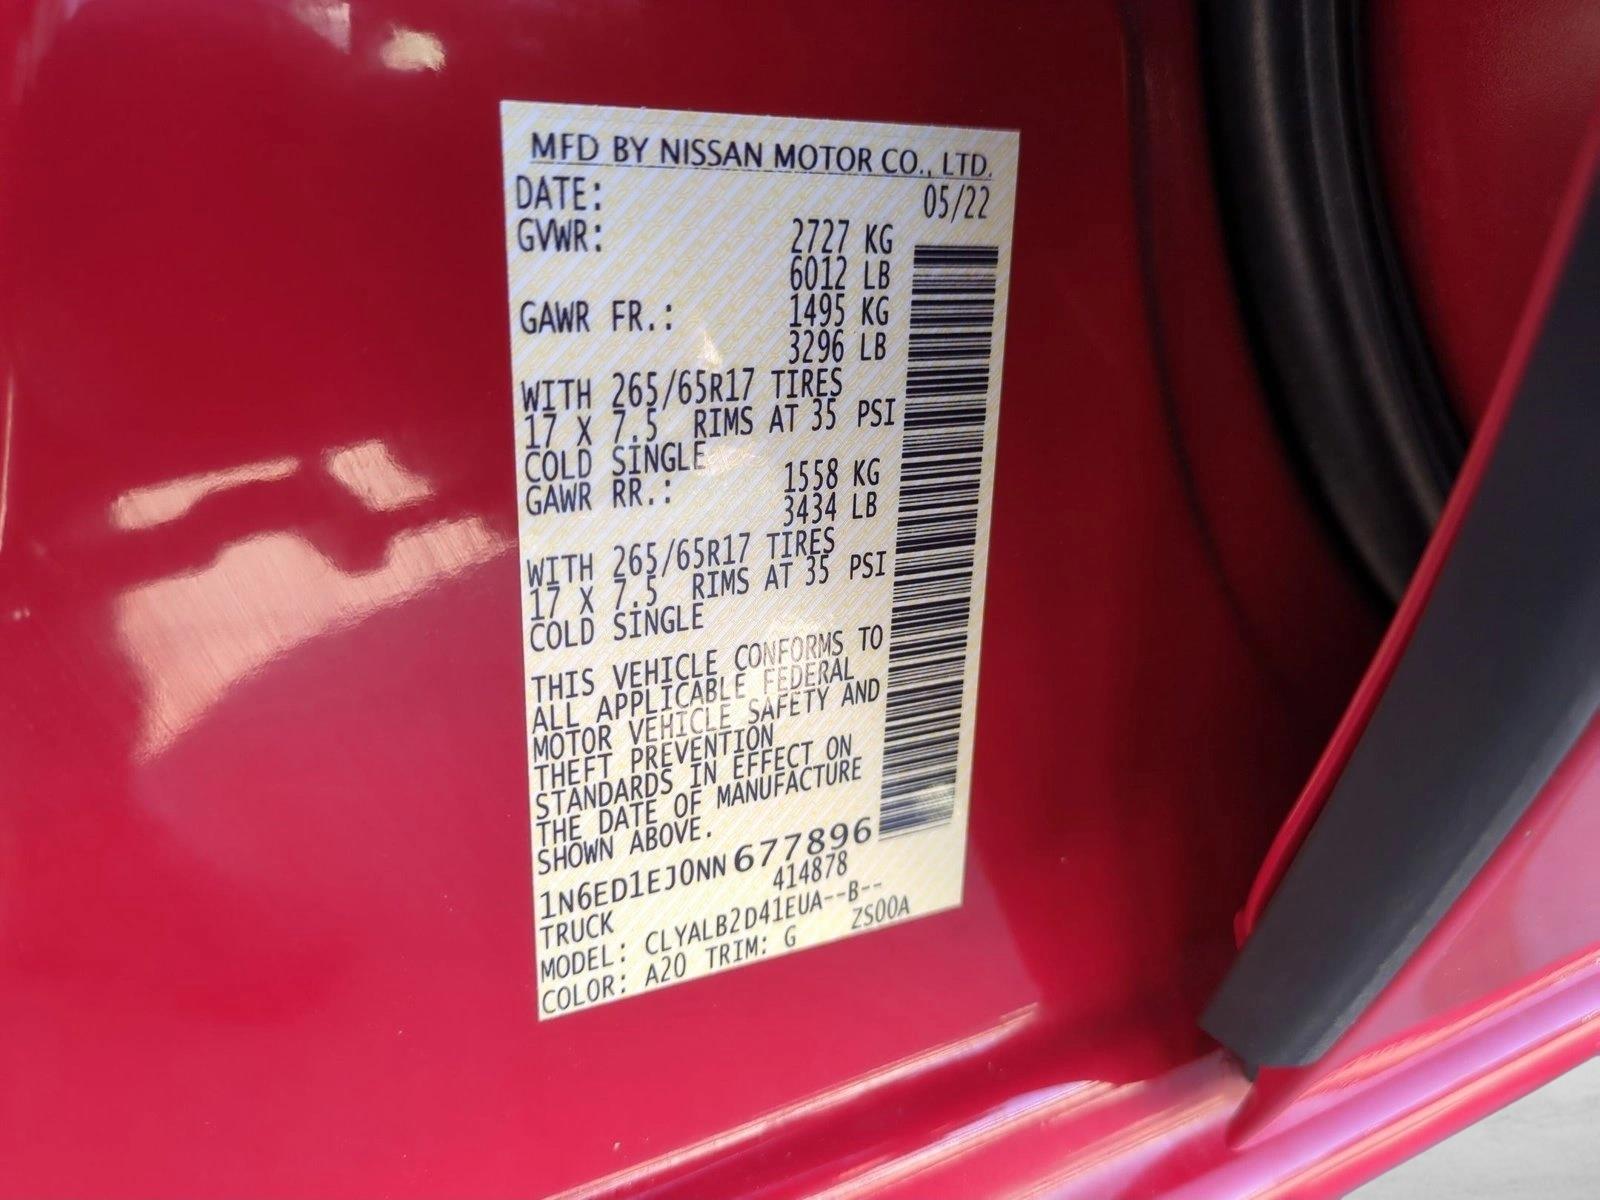 MFD BY NISSAN MOTOR CO., LTD.
DATE: 05/22
GVWR: 2727 KG
6012 LB
GAWR FR.: 1495 KG
3296 LB
WITH 265/65R17 TIRES
17 X 7.5 RIMS AT 35 PSI
COLD SINGLE
GAWR RR.: 1558 KG
3434 LB
WITH 265/65R17 TIRES
17 X 7.5 RIMS AT 35 PSI
COLD SINGLE
THIS VEHICLE CONFORMS TO
ALL APPLICABLE FEDERAL
MOTOR VEHICLE SAFETY AND
THEFT PREVENTION
STANDARDS IN EFFECT ON
THE DATE OF MANUFACTURE
SHOWN ABOVE.
1N6ED1EJ0NN677896
TRUCK 414878
MODEL: CLYALB2D41EUA--B--
COLOR: A20 TRIM: G ZS00A